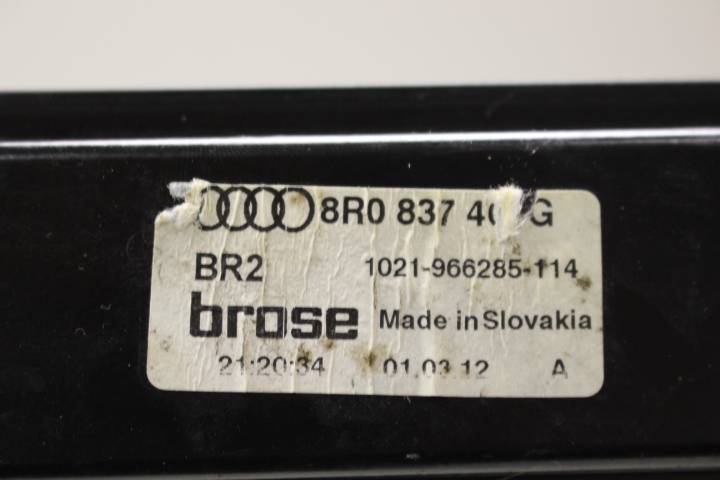 8R0 837 G
BR2 1021-966285-114
brose Made in Slovakia
21:20:34 01.03.12 A